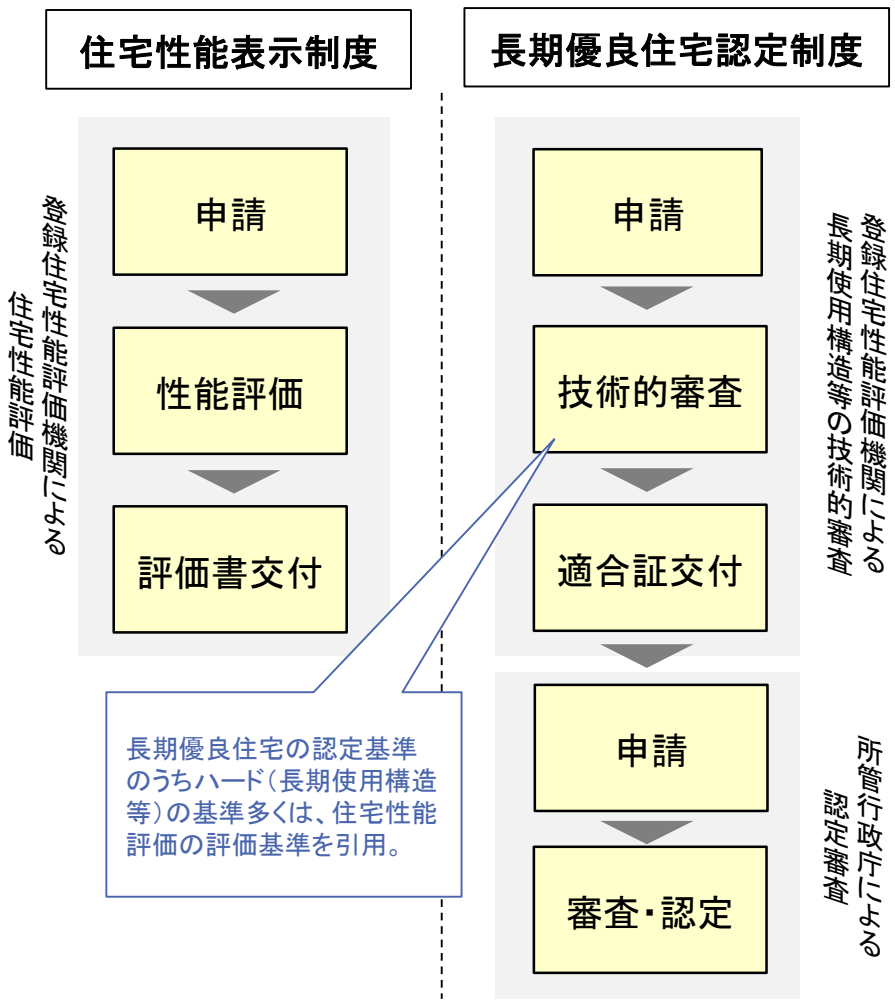 住宅性能表示制度
長期優良住宅認定制度
登録住宅性能評価機関による
住宅性能評価
申請
性能評価
評価書交付
申請
技術的審査
適合証交付
登録住宅性能評価機関による
長期使用構造等の技術的審査
長期優良住宅の認定基準
のうちハード（長期使用構造
等）の基準多くは、住宅性能
評価の評価基準を引用。
申請
審査・認定
所管行政庁による
認定審査